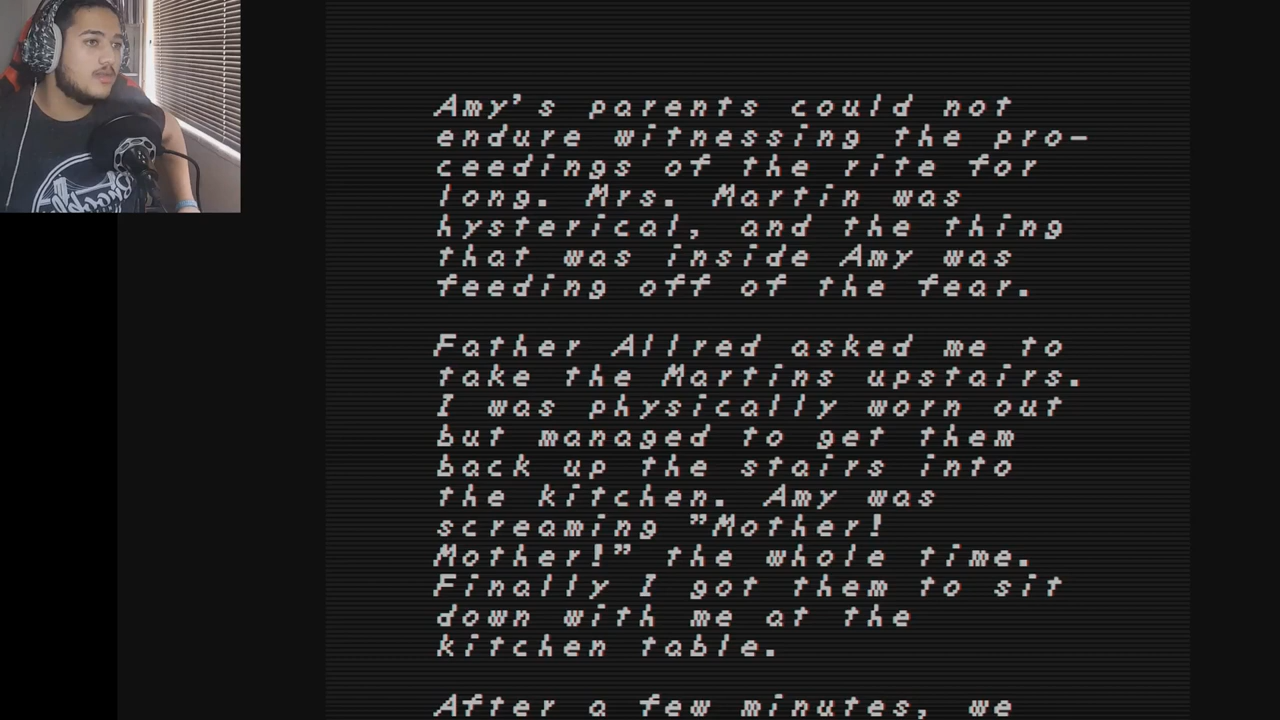 Amy's parents could not
endure witnessing the pro-
ceedings of the rite for
long. Mrs. Martin was
hysterical, and the thing
that was inside Amy was
feeding off of the fear.
Father Allred asked me to
take the Martins upstairs.
I was physically worn out
but managed to get them
back up the stairs into
the kitchen. Amy was
screaming "Mother!
Mother!" the whole time.
Finally I got them to sit
down with me at the
kitchen table.
After a few minutes, we